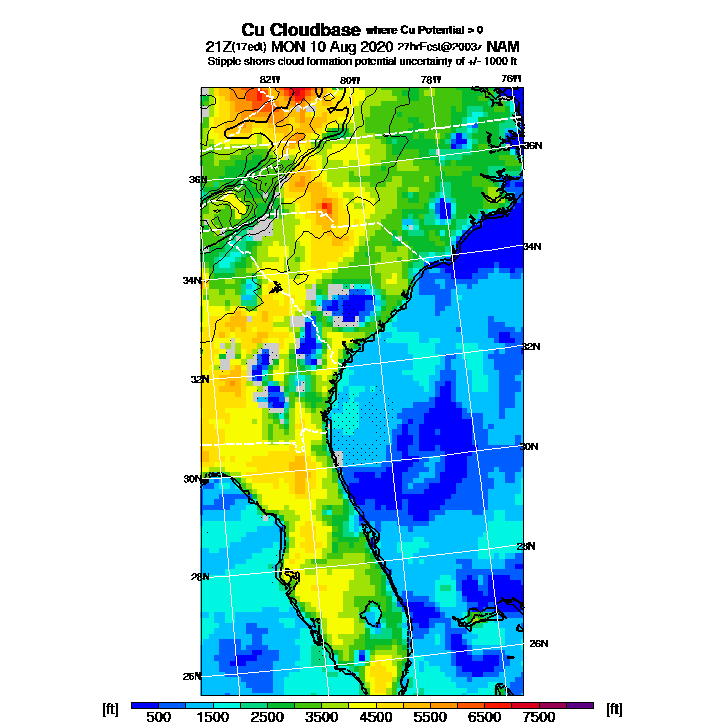 Cu Cloudbase where Cu Potential > 0
21Z(17edt) MON 10 Aug 2020 27hrFcst@2003z NAM
Stipple shows cloud formation potential uncertainty of +/- 1000 ft
82W 80W 78W 76W
36N
36N
34N
34N
32N
32N
30N
30N
28N
28N
26N
26N
[ft] 500 1500 2500 3500 4500 5500 6500 7500 [ft]